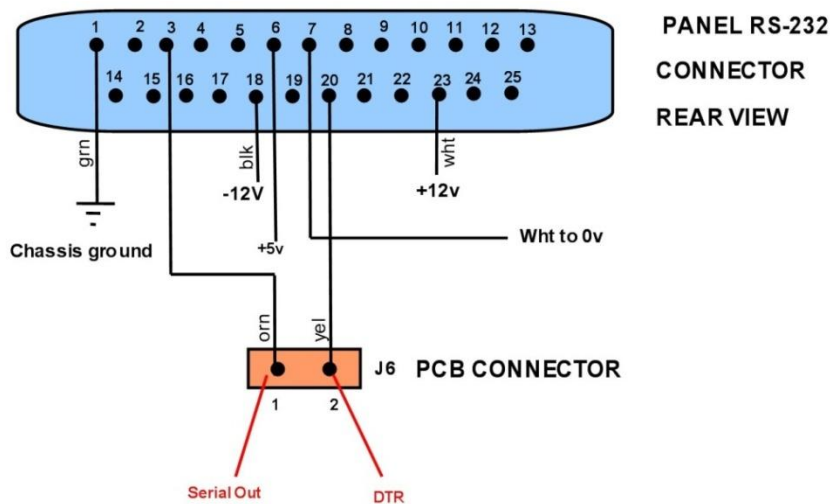 PANEL RS-232
CONNECTOR
REAR VIEW
1 2 3 4 5 6 7 8 9 10 11 12 13
14 15 16 17 18 19 20 21 22 23 24 25
grn
blk
wht
-12V
+12v
Chassis ground
+5v
Wht to 0v
orn
yel
J6 PCB CONNECTOR
1 2
Serial Out
DTR